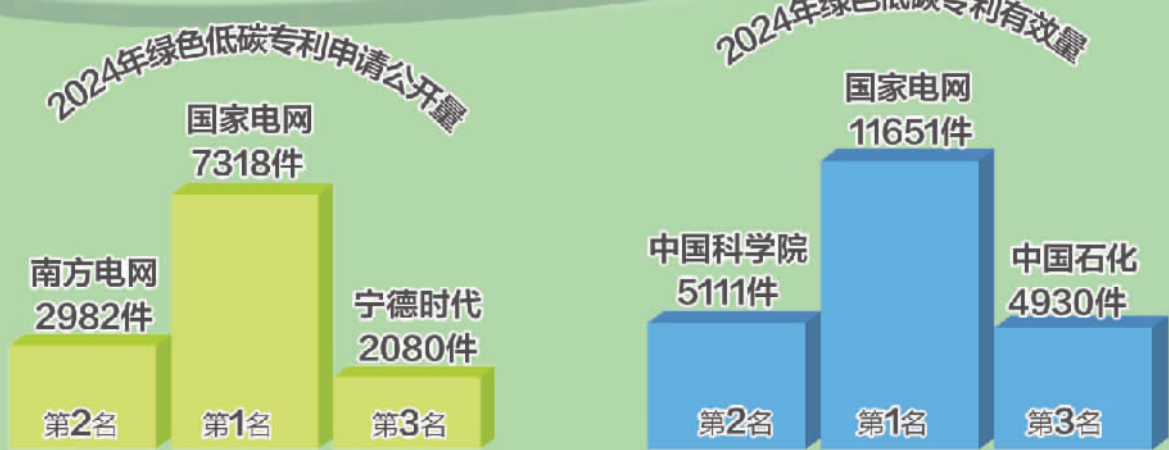 2024年绿色低碳专利申请公开量
国家电网
7318件
南方电网
2982件
宁德时代
2080件
第2名
第1名
第3名
2024年绿色低碳专利有效量
国家电网
11651件
中国科学院
5111件
中国石化
4930件
第2名
第1名
第3名